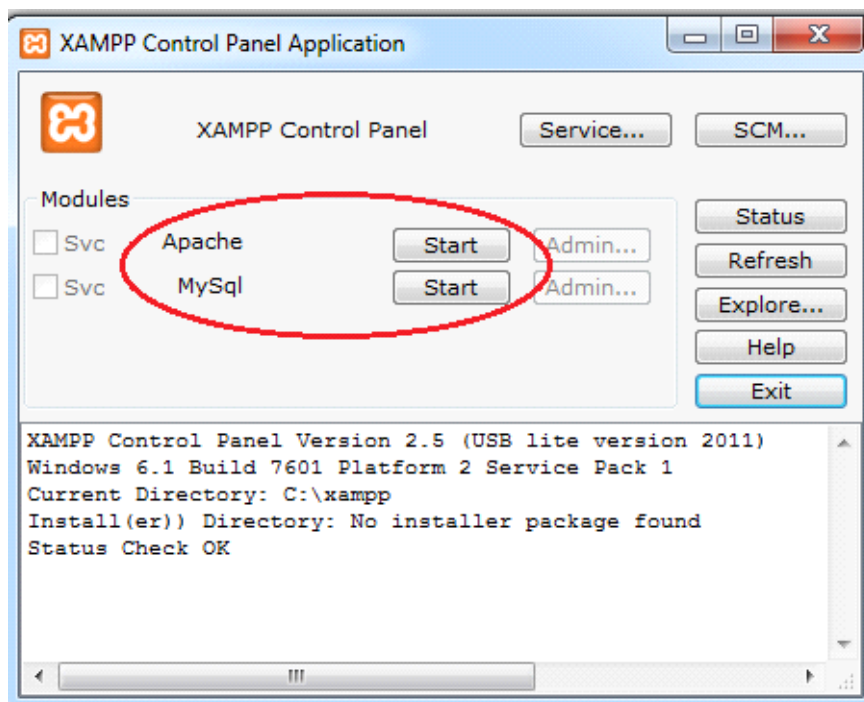 XAMPP Control Panel Application
XAMPP Control Panel Service... SCM...
Modules
Svc Apache Start Admin...
Svc MySql Start Admin...
Status
Refresh
Explore...
Help
Exit
XAMPP Control Panel Version 2.5 (USB lite version 2011)
Windows 6.1 Build 7601 Platform 2 Service Pack 1
Current Directory: C:\xampp
Install(er)) Directory: No installer package found
Status Check OK